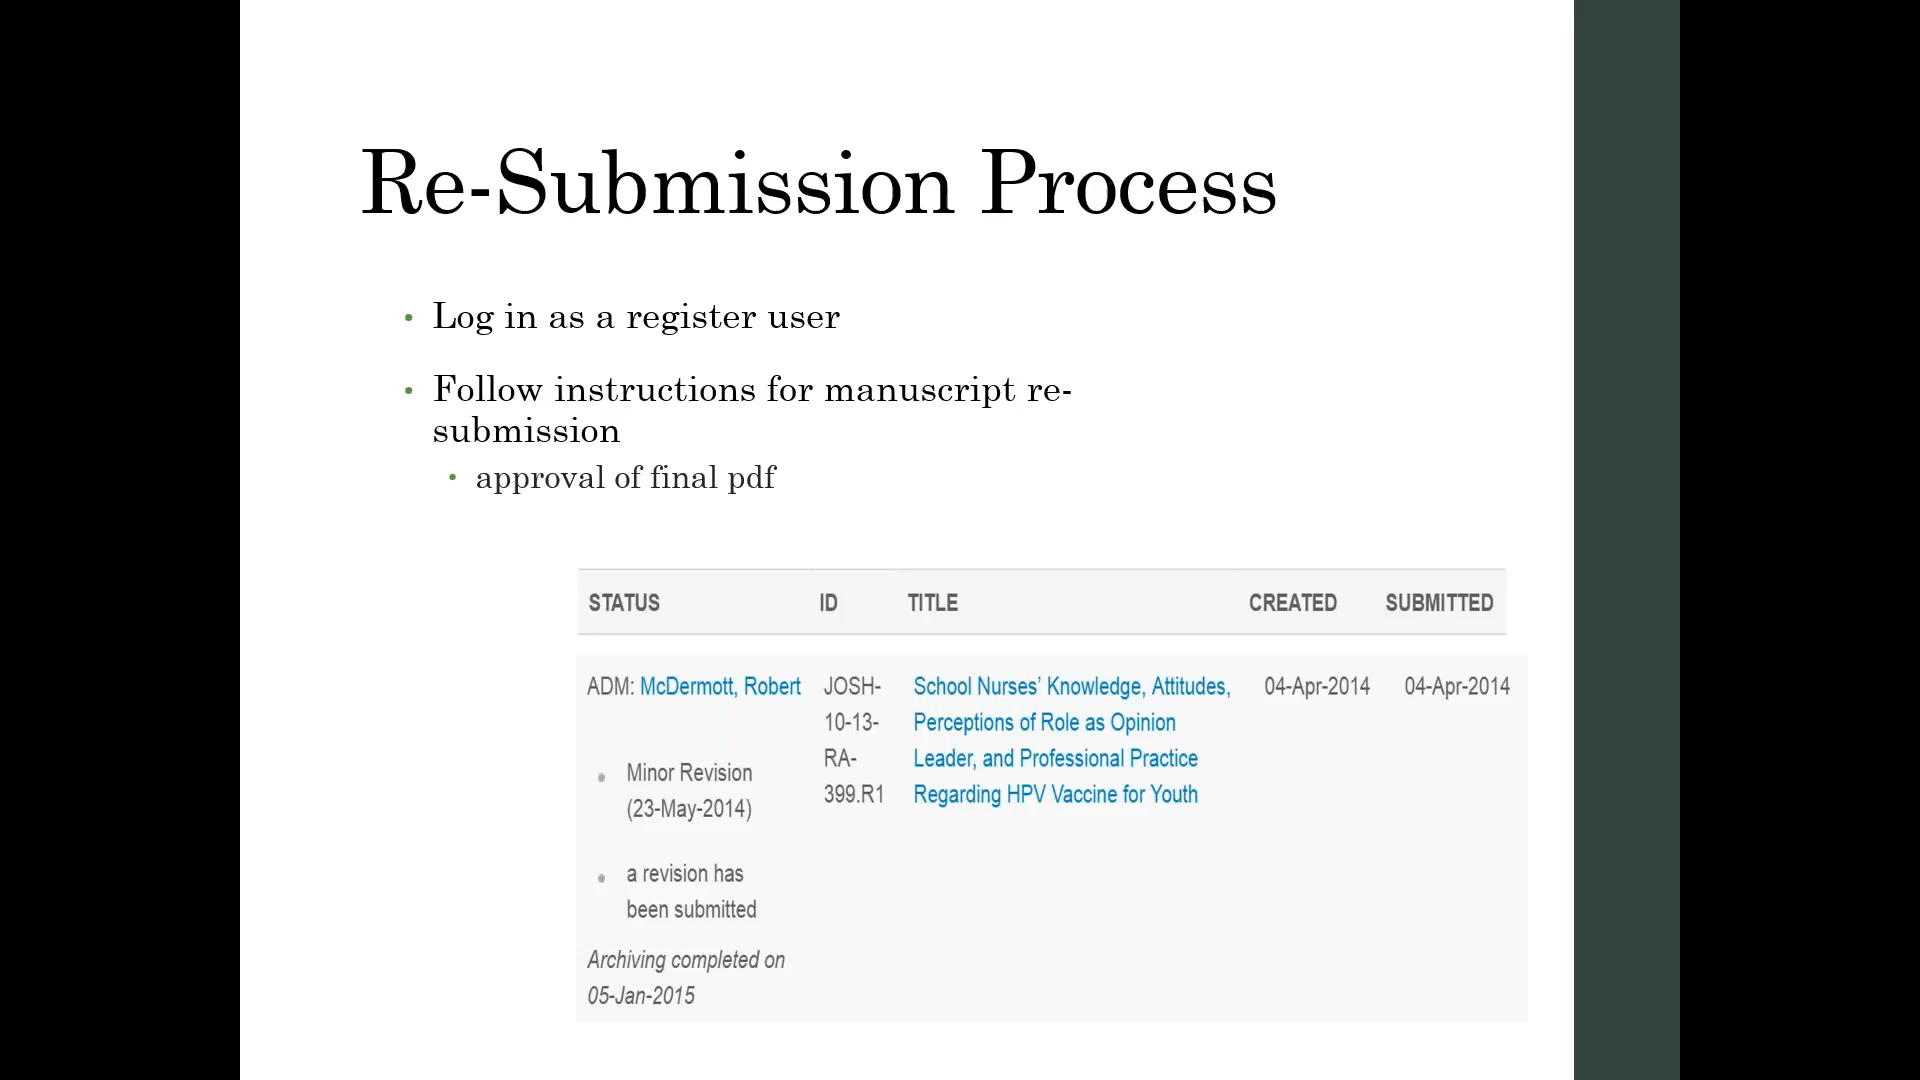 Re-Submission Process
• Log in as a register user
• Follow instructions for manuscript re-
submission
• approval of final pdf
STATUS ID TITLE CREATED SUBMITTED
ADM: McDermott, Robert JOSH- School Nurses’ Knowledge, Attitudes, 04-Apr-2014 04-Apr-2014
10-13- Perceptions of Role as Opinion
RA- Leader, and Professional Practice
• Minor Revision 399.R1 Regarding HPV Vaccine for Youth
(23-May-2014)
• a revision has
been submitted
Archiving completed on
05-Jan-2015